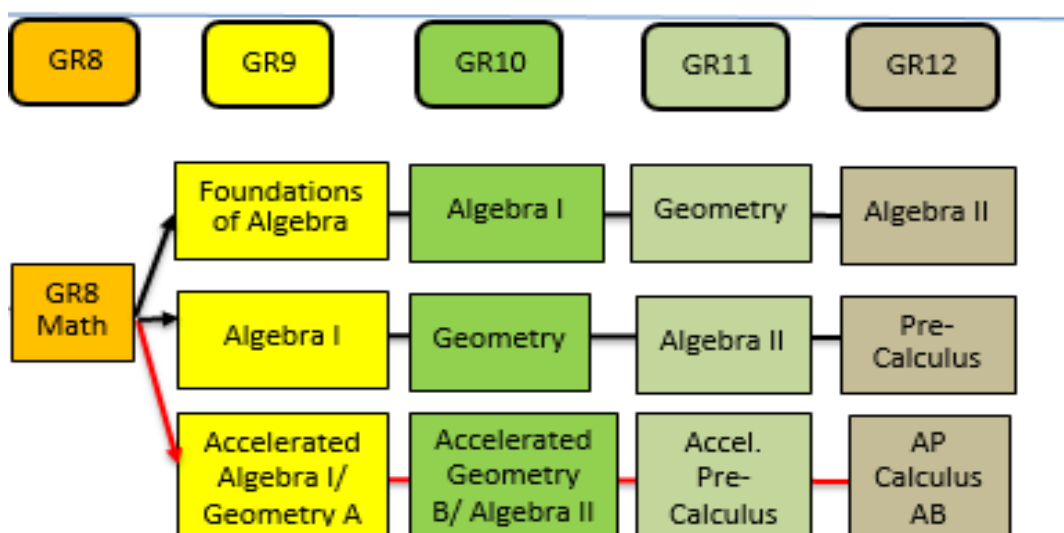 GR8
GR9
GR10
GR11
GR12
Foundations
of Algebra
Algebra I
Geometry
Algebra II
GR8
Math
Algebra I
Geometry
Algebra II
Pre-
Calculus
Accelerated
Algebra I/
Geometry A
Accelerated
Geometry
B/ Algebra II
Accel.
Pre-
Calculus
AP
Calculus
AB